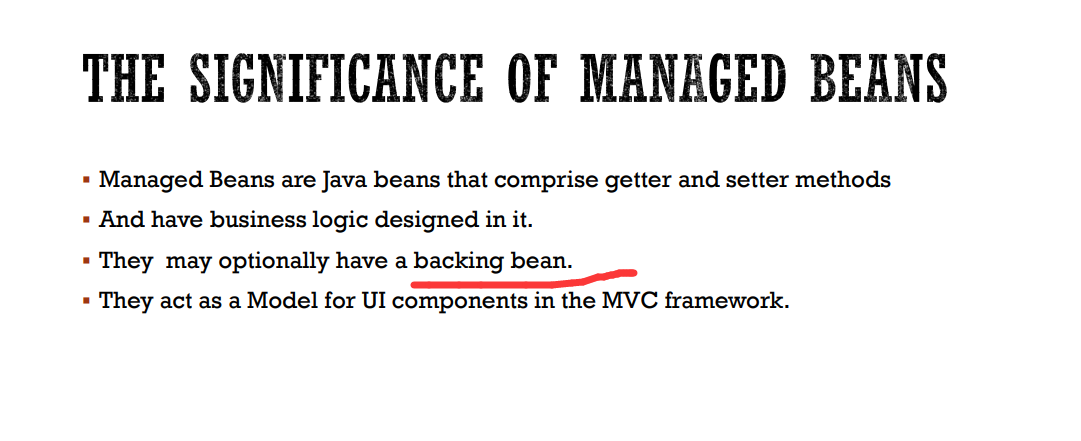 THE SIGNIFICANCE OF MANAGED BEANS
▪ Managed Beans are Java beans that comprise getter and setter methods
▪ And have business logic designed in it.
▪ They  may optionally have a backing bean.
▪ They act as a Model for UI components in the MVC framework.